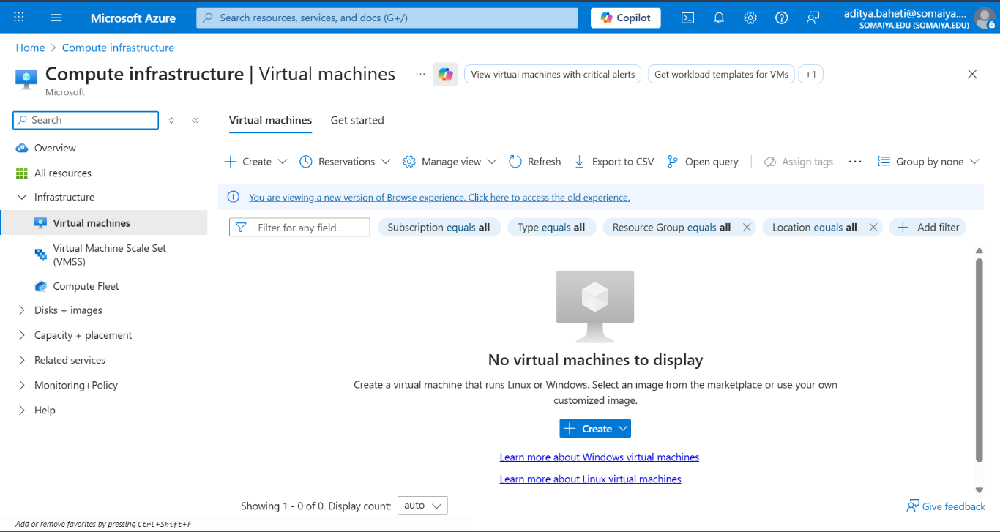 Microsoft Azure
Search resources, services, and docs (G+/)
Copilot
aditya.baheti@somaiya....
SOMAIYA.EDU (SOMAIYA.EDU)
Home > Compute infrastructure
Compute infrastructure | Virtual machines
...
View virtual machines with critical alerts
Get workload templates for VMs
+1
Microsoft
Search
Overview
All resources
Infrastructure
Virtual machines
Virtual Machine Scale Set
(VMSS)
Compute Fleet
Disks + images
Capacity + placement
Related services
Monitoring+Policy
Help
Virtual machines
Get started
Create
Reservations
Manage view
Refresh
Export to CSV
Open query
Assign tags
...
Group by none
You are viewing a new version of Browse experience. Click here to access the old experience.
Filter for any field...
Subscription equals all
Type equals all
Resource Group equals all
Location equals all
Add filter
No virtual machines to display
Create a virtual machine that runs Linux or Windows. Select an image from the marketplace or use your own
customized image.
+ Create
Learn more about Windows virtual machines
Learn more about Linux virtual machines
Showing 1 - 0 of 0. Display count: auto
Give feedback
Add or remove favorites by pressing Ctrl+Shift+F